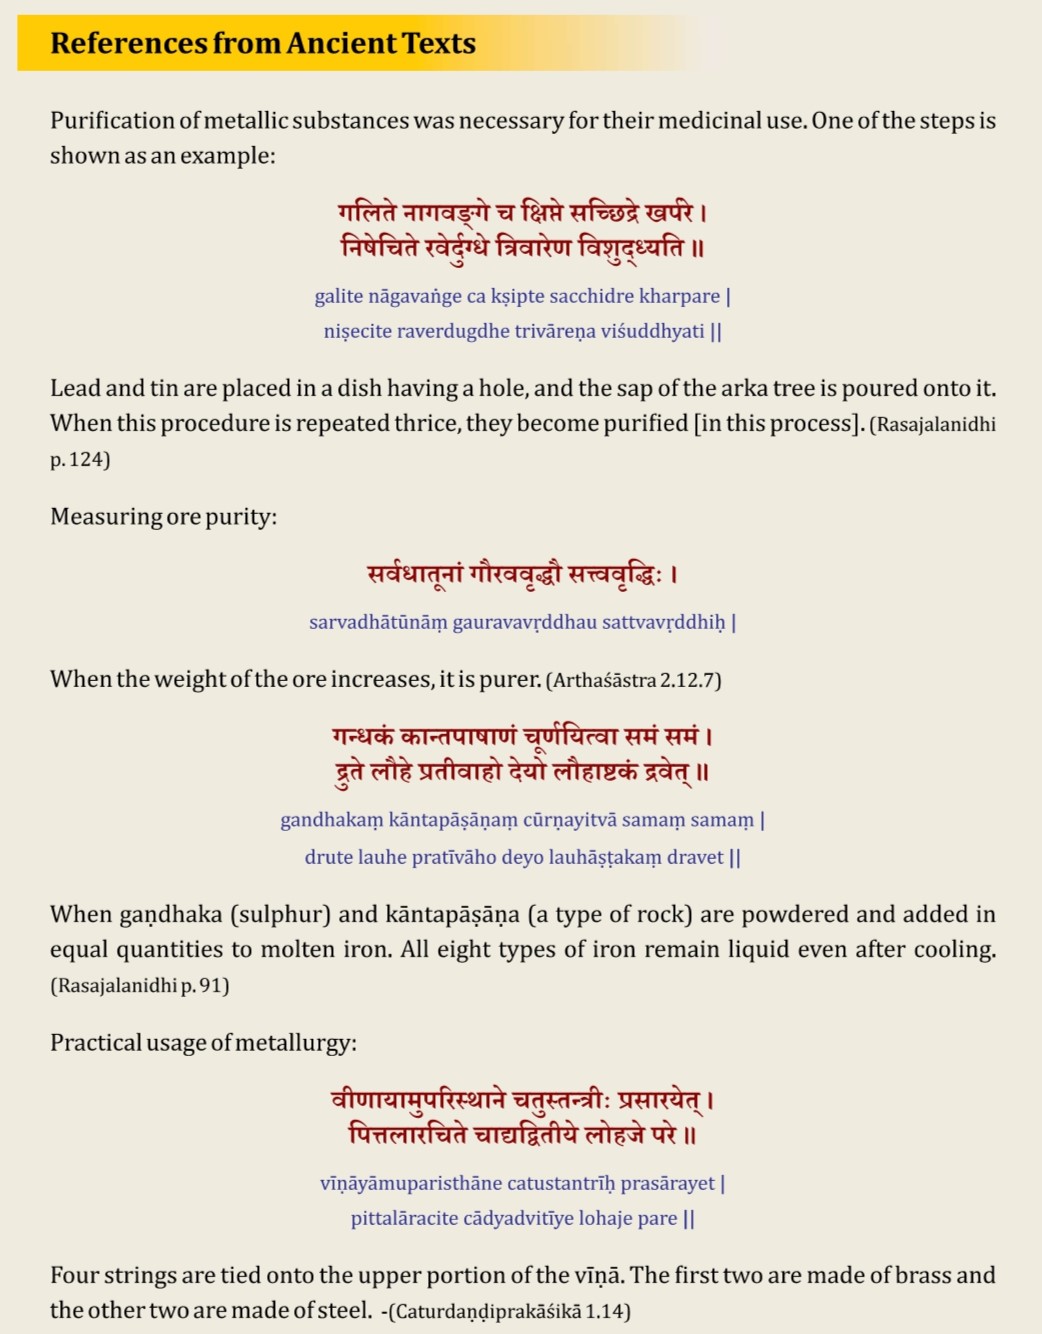 References from Ancient Texts
Purification of metallic substances was necessary for their medicinal use. One of the steps is
shown as an example:
गलिते नागवङ्गे च क्षिप्ते सच्छिद्रे खर्परे ।
निषेचिते रवेर्दुग्धे त्रिवारेण विशुद्ध्यति ॥
galite nāgavaṅge ca kṣipte sacchidre kharpare |
niṣecite raverdugdhe trivāreṇa viśuddhyati ||
Lead and tin are placed in a dish having a hole, and the sap of the arka tree is poured onto it.
When this procedure is repeated thrice, they become purified [in this process]. (Rasajalanidhi
p. 124)
Measuring ore purity:
सर्वधातूनां गौरववृद्धौ सत्त्ववृद्धिः ।
sarvadhātūnāṃ gauravavṛddhau sattvavṛddhiḥ |
When the weight of the ore increases, it is purer. (Arthaśāstra 2.12.7)
गन्धकं कान्तपाषाणं चूर्णयित्वा समं समं ।
द्रुते लौहे प्रतीवाहो देयो लौहाष्टकं द्रवेत् ॥
gandhakaṃ kāntapāṣāṇaṃ cūrṇayitvā samaṃ samaṃ |
drute lauhe pratīvāho deyo lauhāṣṭakaṃ dravet ||
When gaṇdhaka (sulphur) and kāntapāṣāṇa (a type of rock) are powdered and added in
equal quantities to molten iron. All eight types of iron remain liquid even after cooling.
(Rasajalanidhi p. 91)
Practical usage of metallurgy:
वीणायामुपरिस्थाने चतुस्तन्त्रीः प्रसारयेत् ।
पित्तलारचिते चाद्यद्वितीये लोहजे परे ॥
vīṇāyāmuparisthāne catustantrīḥ prasārayet |
pittalāracite cādyadvitīye lohaje pare ||
Four strings are tied onto the upper portion of the vīṇā. The first two are made of brass and
the other two are made of steel. -(Caturdaṇḍiprakāśikā 1.14)